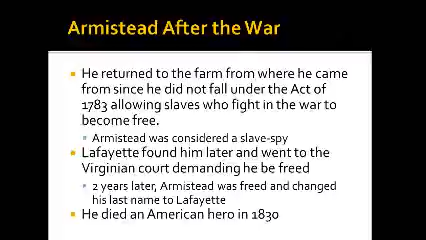 Armistead After the War
He returned to the farm from where he came
from since he did not fall under the Act of
1783 allowing slaves who fight in the war to
become free.
Armistead was considered a slave-spy
Lafayette found him later and went to the
Virginian court demanding he be freed
2 years later, Armistead was freed and changed
his last name to Lafayette
He died an American hero in 1830